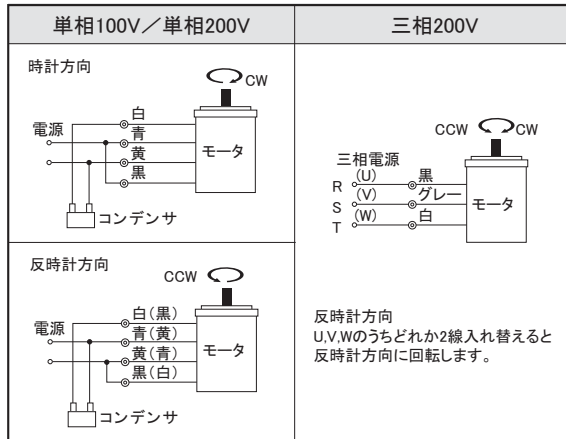 単相100V／単相200V
三相200V
時計方向
CW
白
電源
青
黄
黒
モータ
コンデンサ
反時計方向
CCW
白(黒)
電源
青(黄)
黄(青)
黒(白)
モータ
コンデンサ
CCW
CW
三相電源
R
(U)
黒
S
(V)
グレー
T
(W)
白
モータ
反時計方向
U,V,Wのうちどれか2線入れ替えると
反時計方向に回転します。